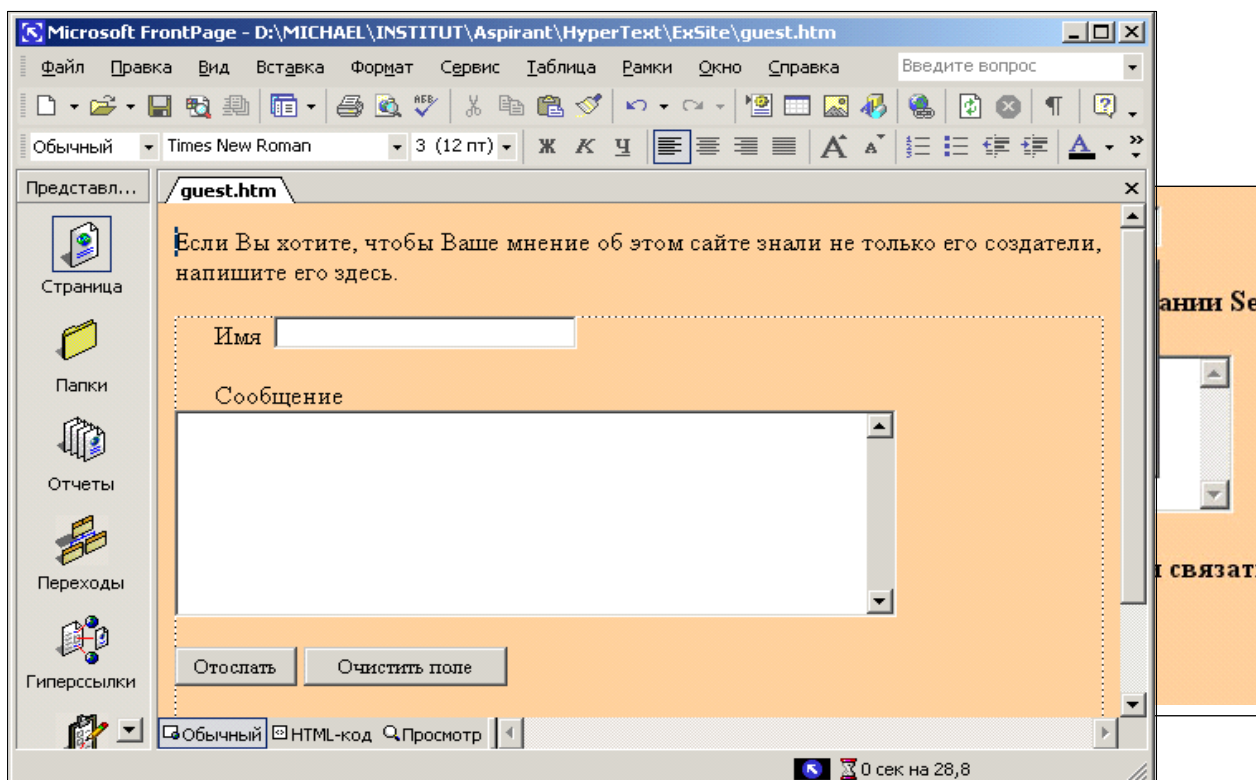 Microsoft FrontPage - D:\MICHAEL\INSTITUT\Aspirant\HyperText\ExSite\guest.htm
Файл Правка Вид Вставка Формат Сервис Таблица Рамки Окно Справка Введите вопрос
Обычный Times New Roman 3 (12 пт) Ж К Ч
Представл... guest.htm
Если Вы хотите, чтобы Ваше мнение об этом сайте знали не только его создатели,
напишите его здесь.
Страница
ании Se
Имя
Папки
Сообщение
Отчеты
Переходы
связат
Отослать Очистить поле
Гиперссылки
Обычный HTML-код Просмотр
0 сек на 28,8